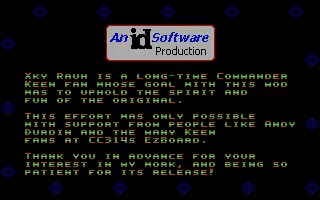 An id Software
Production
Xky Rauh is a long-time Commander
Keen fan whose goal with this mod
was to uphold the spirit and
fun of the original.
This effort was only possible
with support from people like Andy
Durdin and the many Keen
fans at CC314s EzBoard.
Thank you in advance for your
interest in my work, and being so
patient for its release!